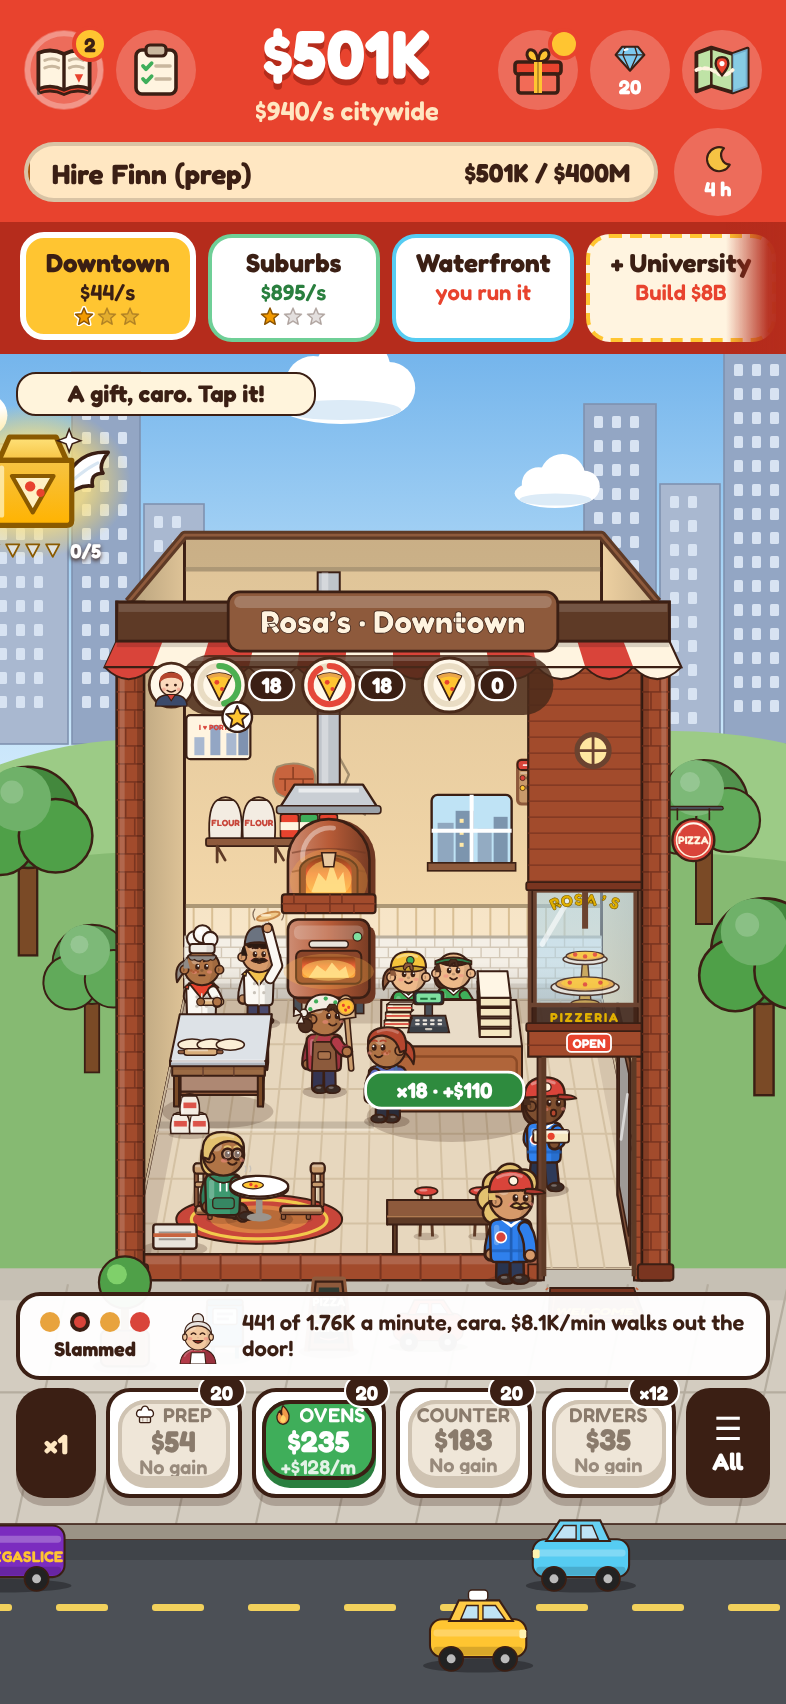 2
$501K
$940/s citywide
20
Hire Finn (prep)
$501K / $400M
4 h
Downtown
$44/s
Suburbs
$895/s
Waterfront
you run it
+ University
Build $8B
A gift, caro. Tap it!
0/5
Rosa's · Downtown
18
18
0
FLOUR
FLOUR
PIZZA
ROSA'S
PIZZERIA
OPEN
x18 · +$110
Slammed
441 of 1.76K a minute, cara. $8.1K/min walks out the
door!
x1
20
PREP
$54
No gain
20
OVENS
$235
+$128/m
20
COUNTER
$183
No gain
x12
DRIVERS
$35
No gain
All
EGASLICE